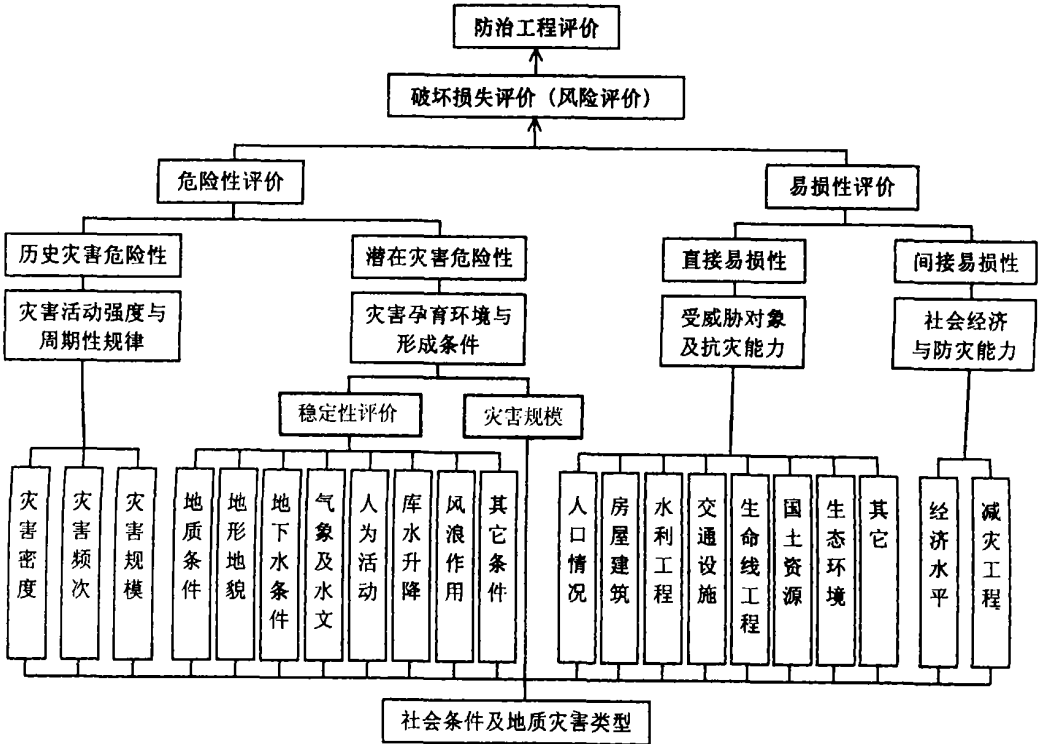 防治工程评价
破坏损失评价（风险评价）
危险性评价
易损性评价
历史灾害危险性
潜在灾害危险性
直接易损性
间接易损性
灾害活动强度与
周期性规律
灾害孕育环境与
形成条件
受威胁对象
及抗灾能力
社会经济
与防灾能力
稳定性评价
灾害规模
灾害密度
灾害频次
灾害规模
地质条件
地形地貌
地下水条件
气象及水文
人为活动
库水升降
风浪作用
其它条件
人口情况
房屋建筑
水利工程
交通设施
生命线工程
国土资源
生态环境
其它
经济水平
减灾工程
社会条件及地质灾害类型